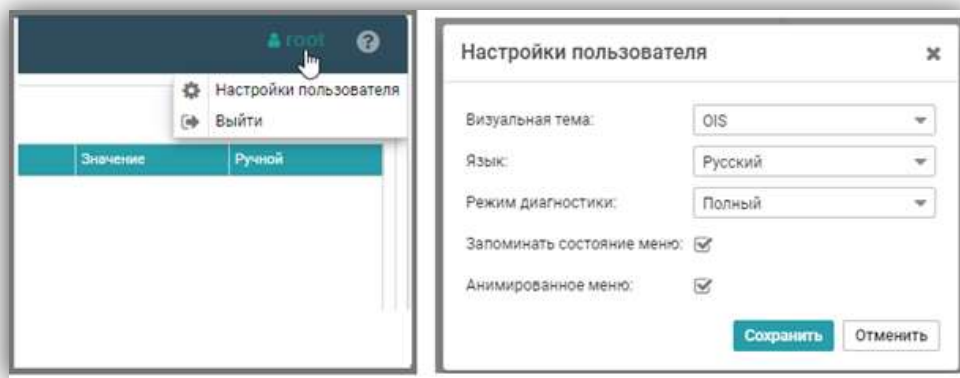 root ?
Настройки пользователя
Выйти
Значение Ручной
Настройки пользователя
Визуальная тема: OIS
Язык: Русский
Режим диагностики: Полный
Запоминать состояние меню:
Анимированное меню:
Сохранить Отменить